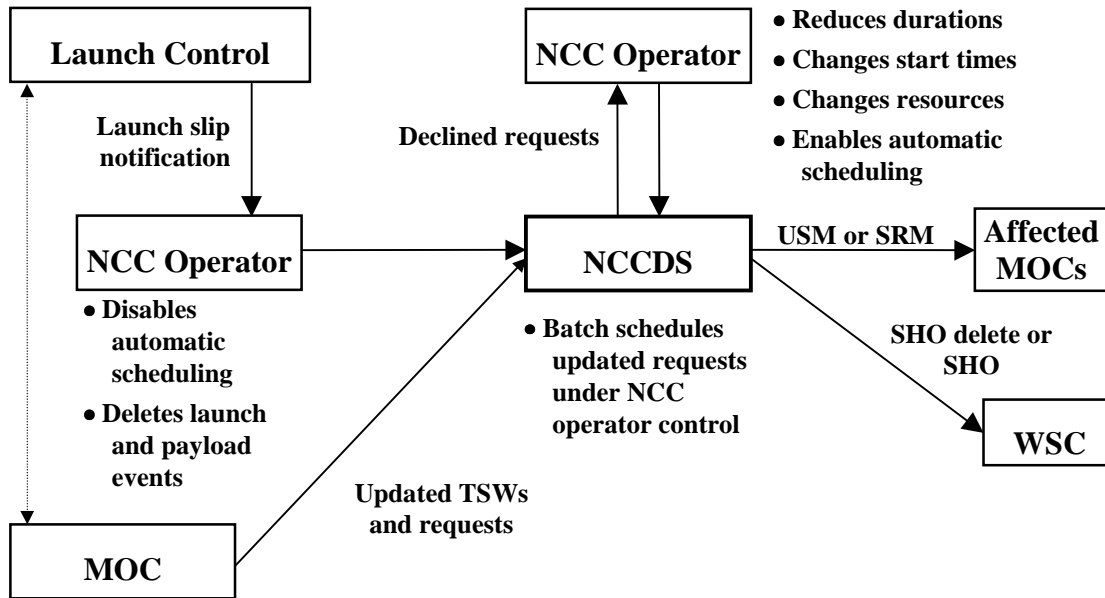 Launch Control
NCC Operator
● Reduces durations
● Changes start times
● Changes resources
● Enables automatic
scheduling
Launch slip
notification
Declined requests
NCC Operator
NCCDS
USM or SRM
Affected
MOCs
● Disables
automatic
scheduling
● Deletes launch
and payload
events
● Batch schedules
updated requests
under NCC
operator control
SHO delete or
SHO
WSC
Updated TSWs
and requests
MOC